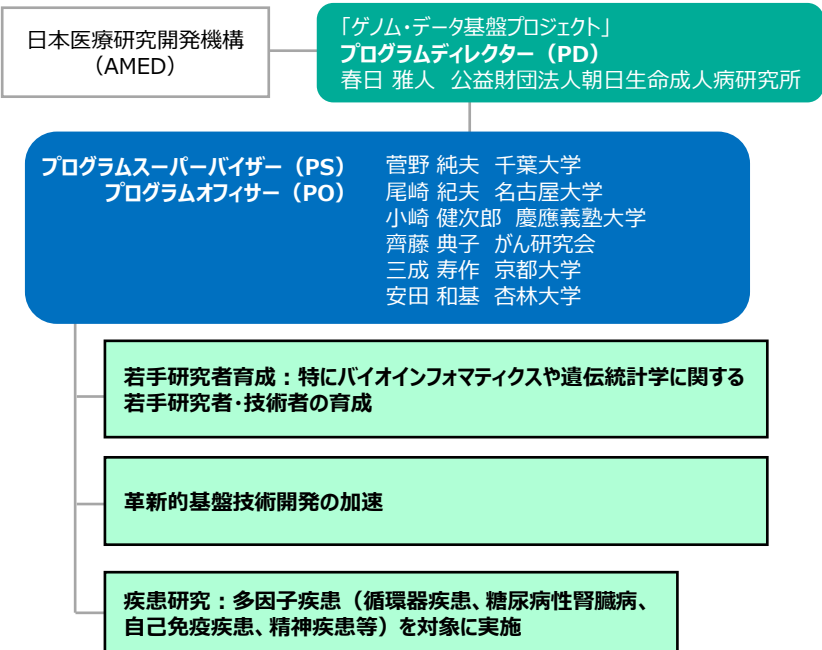 日本医療研究開発機構
（AMED）
「ゲノム・データ基盤プロジェクト」
プログラムディレクター（PD）
春日 雅人 公益財団法人朝日生命成人病研究所
プログラムスーパーバイザー（PS）
プログラムオフィサー（PO）
菅野 純夫 千葉大学
尾崎 紀夫 名古屋大学
小崎 健次郎 慶應義塾大学
齊藤 典子 がん研究会
三成 寿作 京都大学
安田 和基 杏林大学
若手研究者育成：特にバイオインフォマティクスや遺伝統計学に関する
若手研究者・技術者の育成
革新的基盤技術開発の加速
疾患研究：多因子疾患（循環器疾患、糖尿病性腎臓病、
自己免疫疾患、精神疾患等）を対象に実施